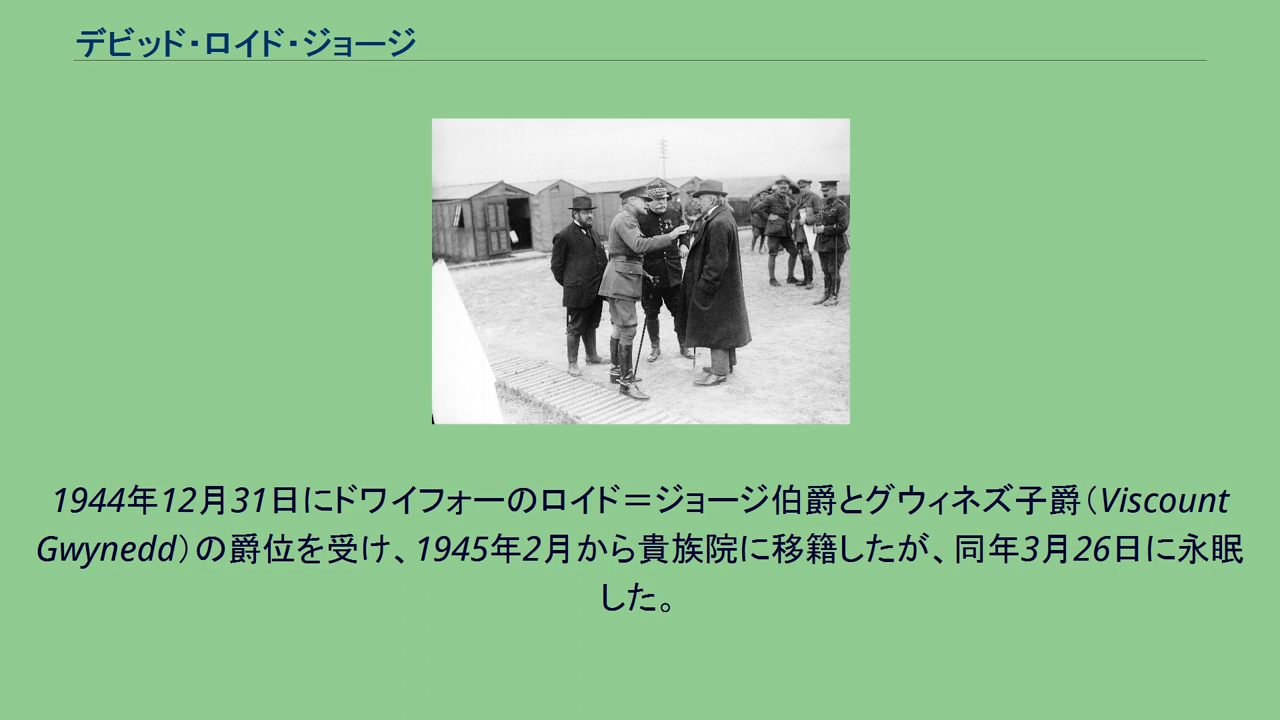 デビッド・ロイド・ジョージ
1944年12月31日にドワイフォーのロイド＝ジョージ伯爵とグウィネズ子爵（Viscount
Gwynedd）の爵位を受け、1945年2月から貴族院に移籍したが、同年3月26日に永眠
した。